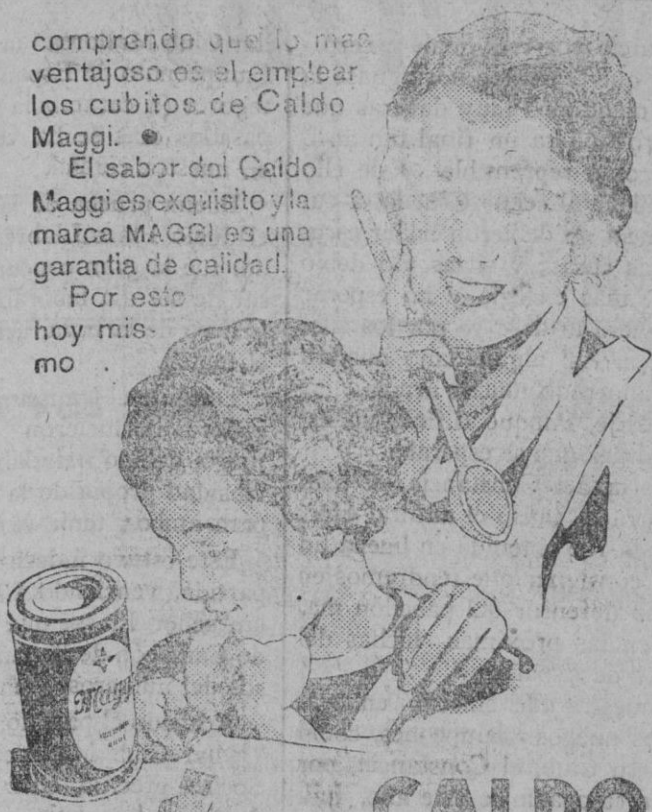 comprendo que lo mas
ventajoso es el emplear
los cubitos de Caldo
Maggi.
El sabor del Caldo
Maggi es exquisito y la
marca MAGGI es una
garantia de calidad.
Por esto
hoy mis-
mo
Maggi
CALDO